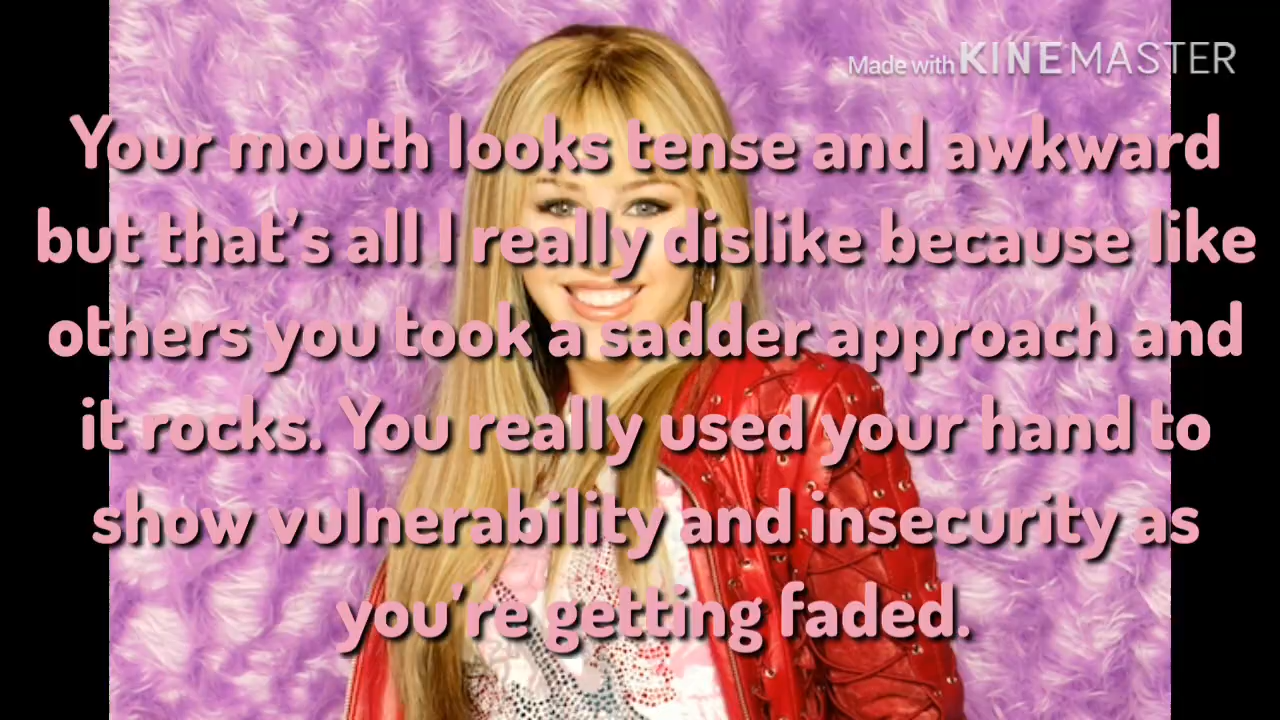 Made with KINEMASTER
Your mouth looks tense and awkward
but that's all I really dislike because like
others you took a sadder approach and
it rocks. You really used your hand to
show vulnerability and insecurity as
you're getting faded.